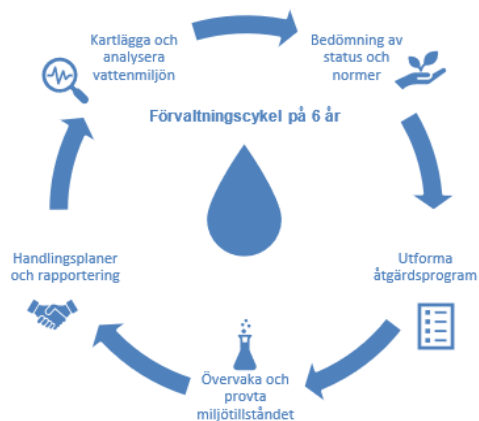 Kartlägga och
analysera
vattenmiljön
Bedömning av
status och
normer
Förvaltningscykel på 6 år
Handlingsplaner
och rapportering
Utforma
åtgärdsprogram
Övervaka och
provta
miljötillståndet